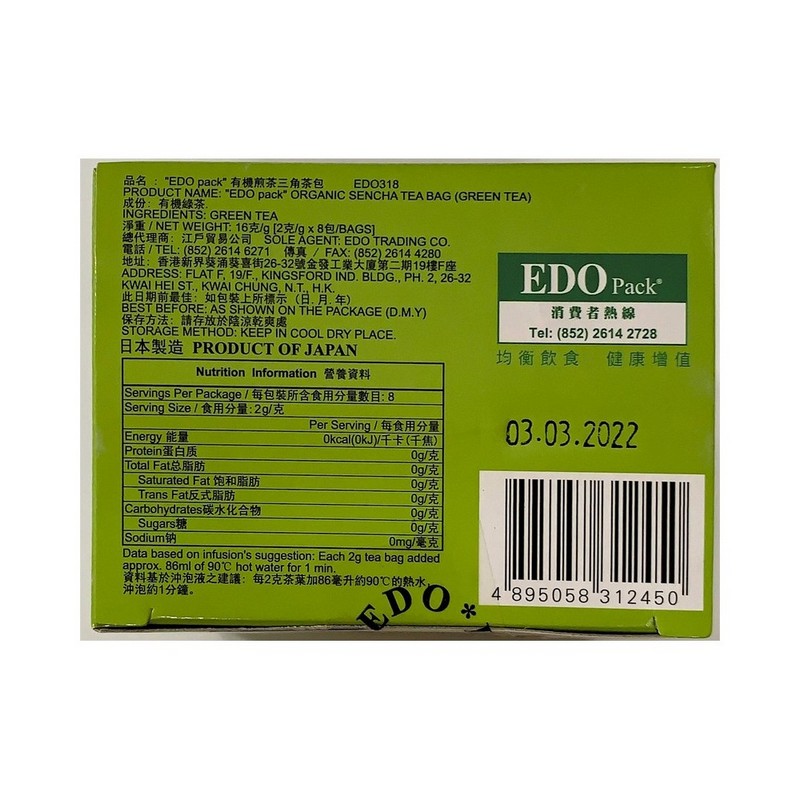 品名："EDO pack" 有機煎茶三角茶包 EDO318
PRODUCT NAME: "EDO pack" ORGANIC SENCHA TEA BAG (GREEN TEA)
成份: 有機綠茶.
INGREDIENTS: GREEN TEA
淨重 / NET WEIGHT: 16克/g [2克/g x 8包/BAGS]
總代理商: 江戶貿易公司 SOLE AGENT: EDO TRADING CO.
電話 / TEL: (852) 2614 6271 傳真 / FAX: (852) 2614 4280
地址: 香港新界葵涌葵喜街26-32號金發工業大廈第二期19樓F座
ADDRESS: FLAT F, 19/F., KINGSFORD IND. BLDG., PH. 2, 26-32
KWAI HEI ST., KWAI CHUNG, N.T., H.K.
此日期前最佳: 如包裝上所標示 (日. 月. 年)
BEST BEFORE: AS SHOWN ON THE PACKAGE (D.M.Y)
保存方法: 請存放於陰涼乾爽處
STORAGE METHOD: KEEP IN COOL DRY PLACE.
日本製造 PRODUCT OF JAPAN
Nutrition Information 營養資料
Servings Per Package / 每包裝所含食用分量數目: 8
Serving Size / 食用分量: 2g/克
Per Serving / 每食用分量
Energy 能量 0kcal(0kJ)/千卡(千焦)
Protein蛋白质 0g/克
Total Fat总脂肪 0g/克
Saturated Fat 饱和脂肪 0g/克
Trans Fat反式脂肪 0g/克
Carbohydrates碳水化合物 0g/克
Sugars糖 0g/克
Sodium钠 0mg/毫克
Data based on infusion's suggestion: Each 2g tea bag added
approx. 86ml of 90℃ hot water for 1 min.
資料基於沖泡液之建議: 每2克茶葉加86毫升約90℃的熱水,
沖泡約1分鐘.
EDO Pack®
消費者熱線
Tel: (852) 2614 2728
均衡飲食 健康增值
03.03.2022
4 895058 312450
EDO*